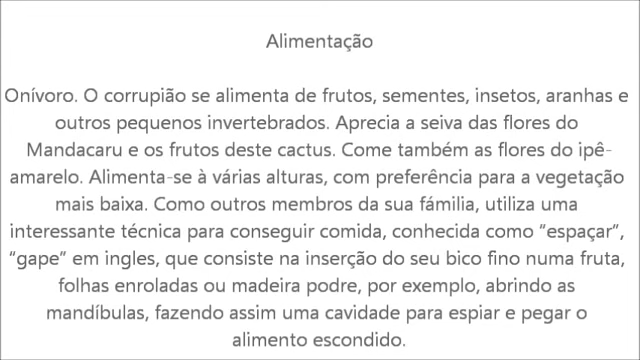 Alimentação
Onívoro. O corrupião se alimenta de frutos, sementes, insetos, aranhas e
outros pequenos invertebrados. Aprecia a seiva das flores do
Mandacaru e os frutos deste cactus. Come também as flores do ipê-
amarelo. Alimenta-se à várias alturas, com preferência para a vegetação
mais baixa. Como outros membros da sua fámilia, utiliza uma
interessante técnica para conseguir comida, conhecida como “espaçar”,
“gape” em ingles, que consiste na inserção do seu bico fino numa fruta,
folhas enroladas ou madeira podre, por exemplo, abrindo as
mandíbulas, fazendo assim uma cavidade para espiar e pegar o
alimento escondido.